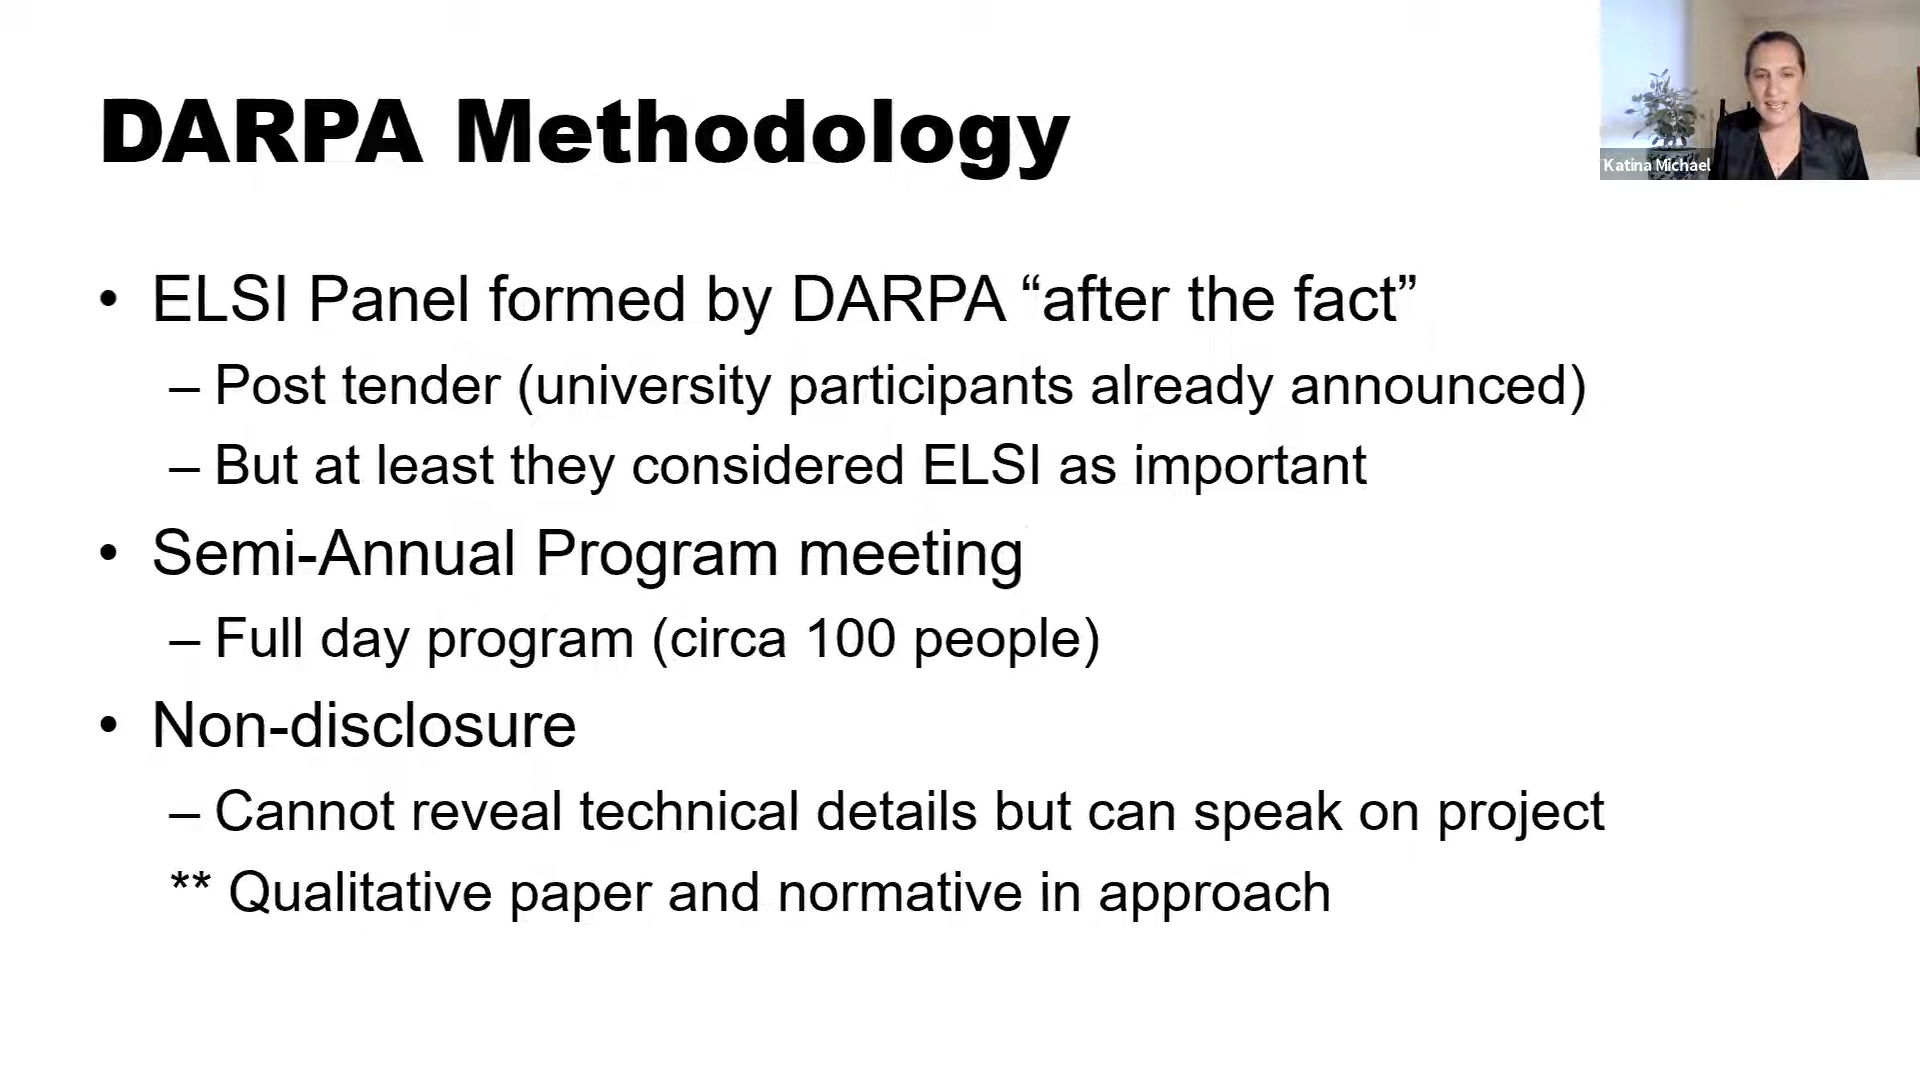 DARPA Methodology
Katina Michael
• ELSI Panel formed by DARPA “after the fact”
– Post tender (university participants already announced)
– But at least they considered ELSI as important
• Semi-Annual Program meeting
– Full day program (circa 100 people)
• Non-disclosure
– Cannot reveal technical details but can speak on project
** Qualitative paper and normative in approach